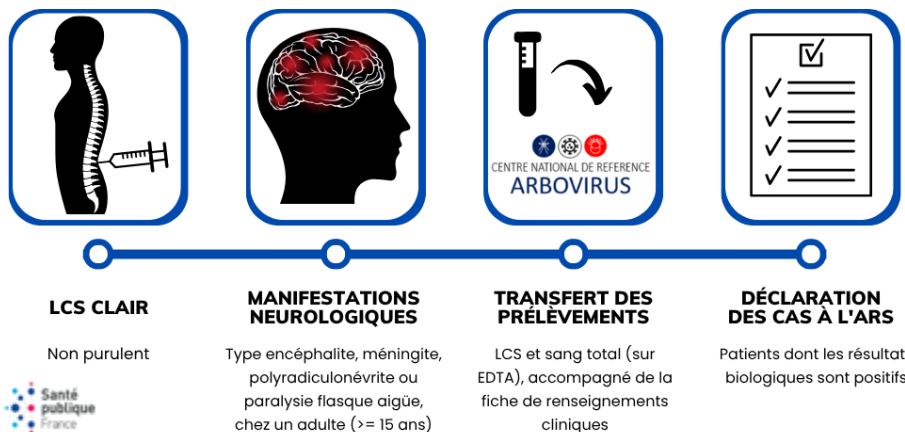 CENTRE NATIONAL DE REFERENCE
ARBOVIRUS
LCS CLAIR
Non purulent
MANIFESTATIONS
NEUROLOGIQUES
Type encéphalite, méningite,
polyradiculonévrite ou
paralysie flasque aigüe,
chez un adulte (>= 15 ans)
TRANSFERT DES
PRÉLÈVEMENTS
LCS et sang total (sur
EDTA), accompagné de la
fiche de renseignements
cliniques
DÉCLARATION
DES CAS À L'ARS
Patients dont les résultat
biologiques sont positifs
Santé
publique
France